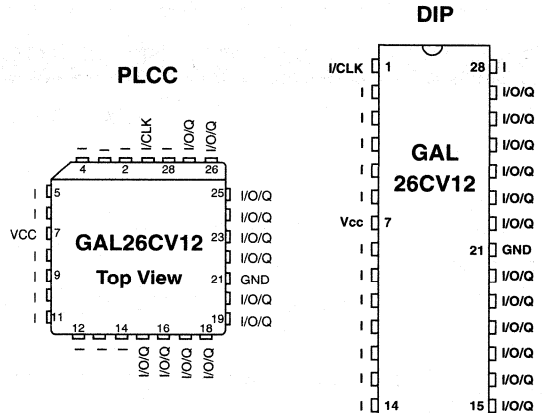 DIP
PLCC
I/CLK 1 28 I
I I/O/Q
I I/O/Q
I I/O/Q
I I/O/Q
I I/O/Q
Vcc 7 I/O/Q
I 21 GND
I I/O/Q
I I/O/Q
I I/O/Q
I I/O/Q
I I/O/Q
I 14 15 I/O/Q
GAL
26CV12
I I I I/CLK I I/O/Q I/O/Q
4 2 28 26
I 5 25 I/O/Q
I I/O/Q
VCC 7 23 I/O/Q
I I/O/Q
I 9 21 GND
I I/O/Q
I 11 19 I/O/Q
GAL26CV12
Top View
12 14 16 18
I I I I/O/Q I/O/Q I/O/Q I/O/Q